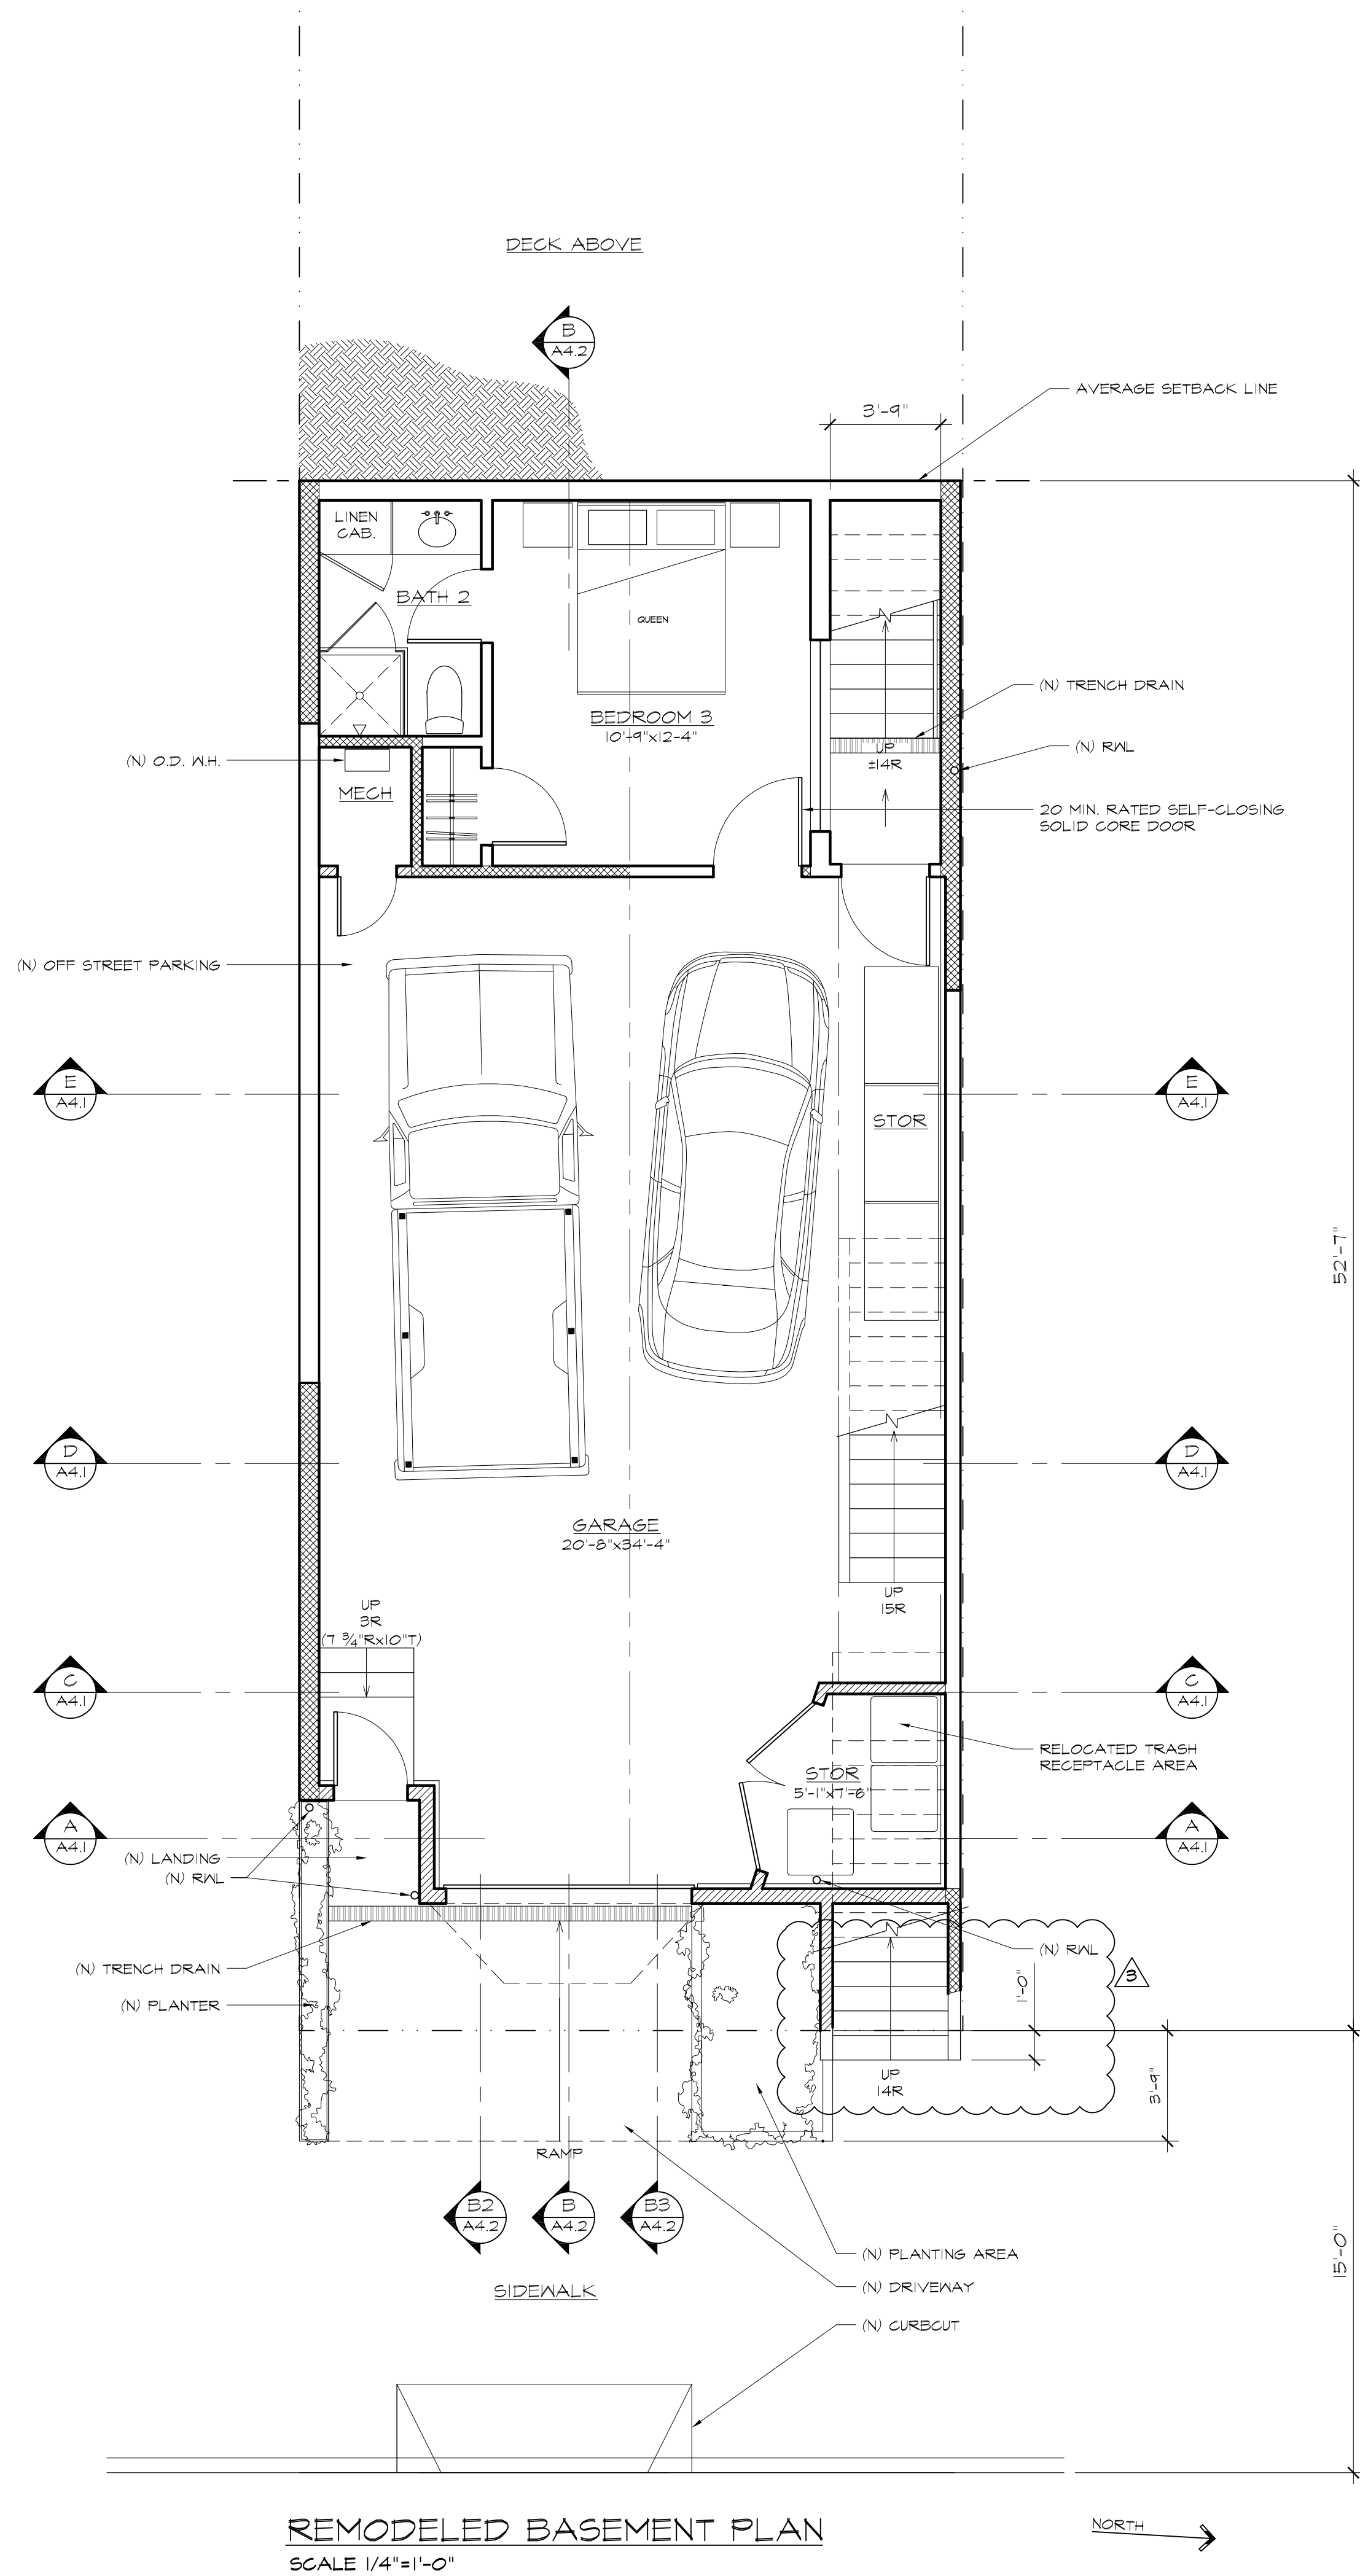 DECK ABOVE
B
A4.2
AVERAGE SETBACK LINE
3'-9"
LINEN
CAB.
BATH 2
QUEEN
(N) TRENCH DRAIN
BEDROOM 3
10'-9"x12-4"
(N) RWL
UP
±14R
(N) O.D. W.H.
MECH
20 MIN. RATED SELF-CLOSING
SOLID CORE DOOR
(N) OFF STREET PARKING
E
A4.1
E
A4.1
STOR
52'-7"
D
A4.1
D
A4.1
GARAGE
20'-8"x34'-4"
UP
15R
UP
3R
(7 3/4"Rx10"T)
C
A4.1
C
A4.1
RELOCATED TRASH
RECEPTACLE AREA
STOR
5'-1"x7'-6"
A
A4.1
A
A4.1
(N) LANDING
(N) RWL
(N) RWL
(N) TRENCH DRAIN
3
1'-0"
(N) PLANTER
UP
14R
3'-9"
RAMP
B2
A4.2
B
A4.2
B3
A4.2
(N) PLANTING AREA
SIDEWALK
(N) DRIVEWAY
15'-0"
(N) CURBCUT
REMODELED BASEMENT PLAN
SCALE 1/4"=1'-0"
NORTH